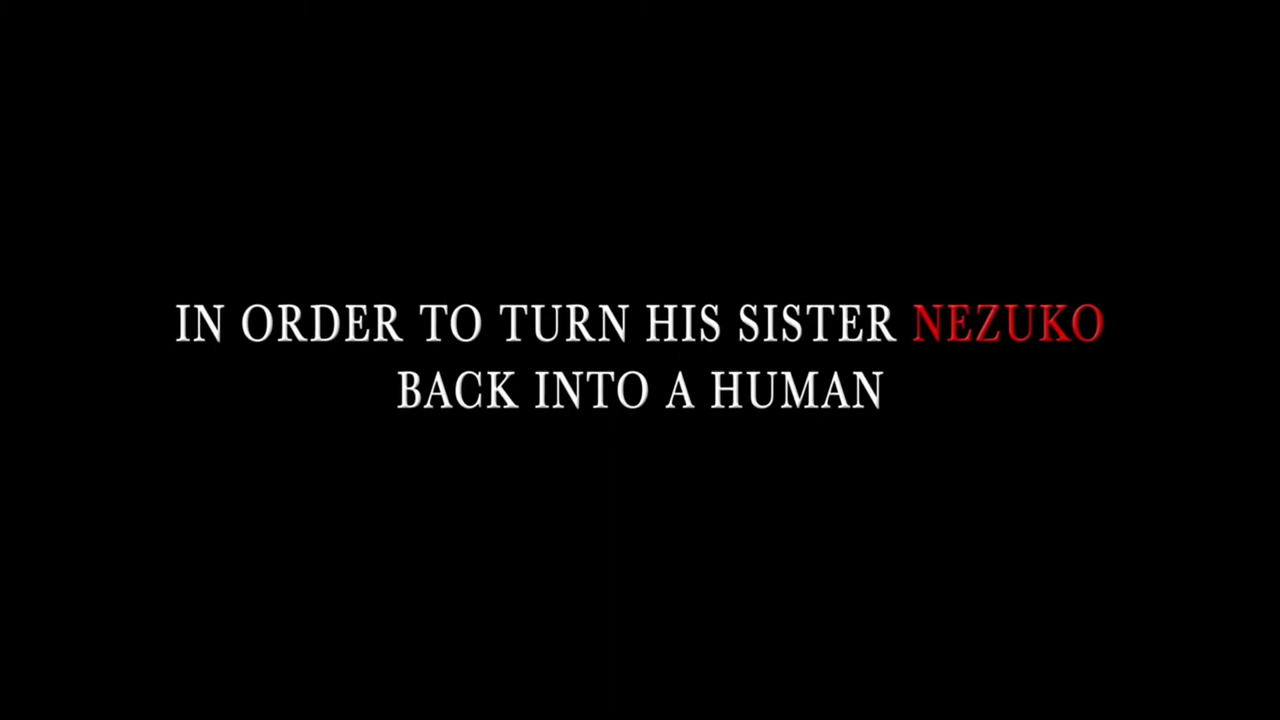 IN ORDER TO TURN HIS SISTER NEZUKO
BACK INTO A HUMAN